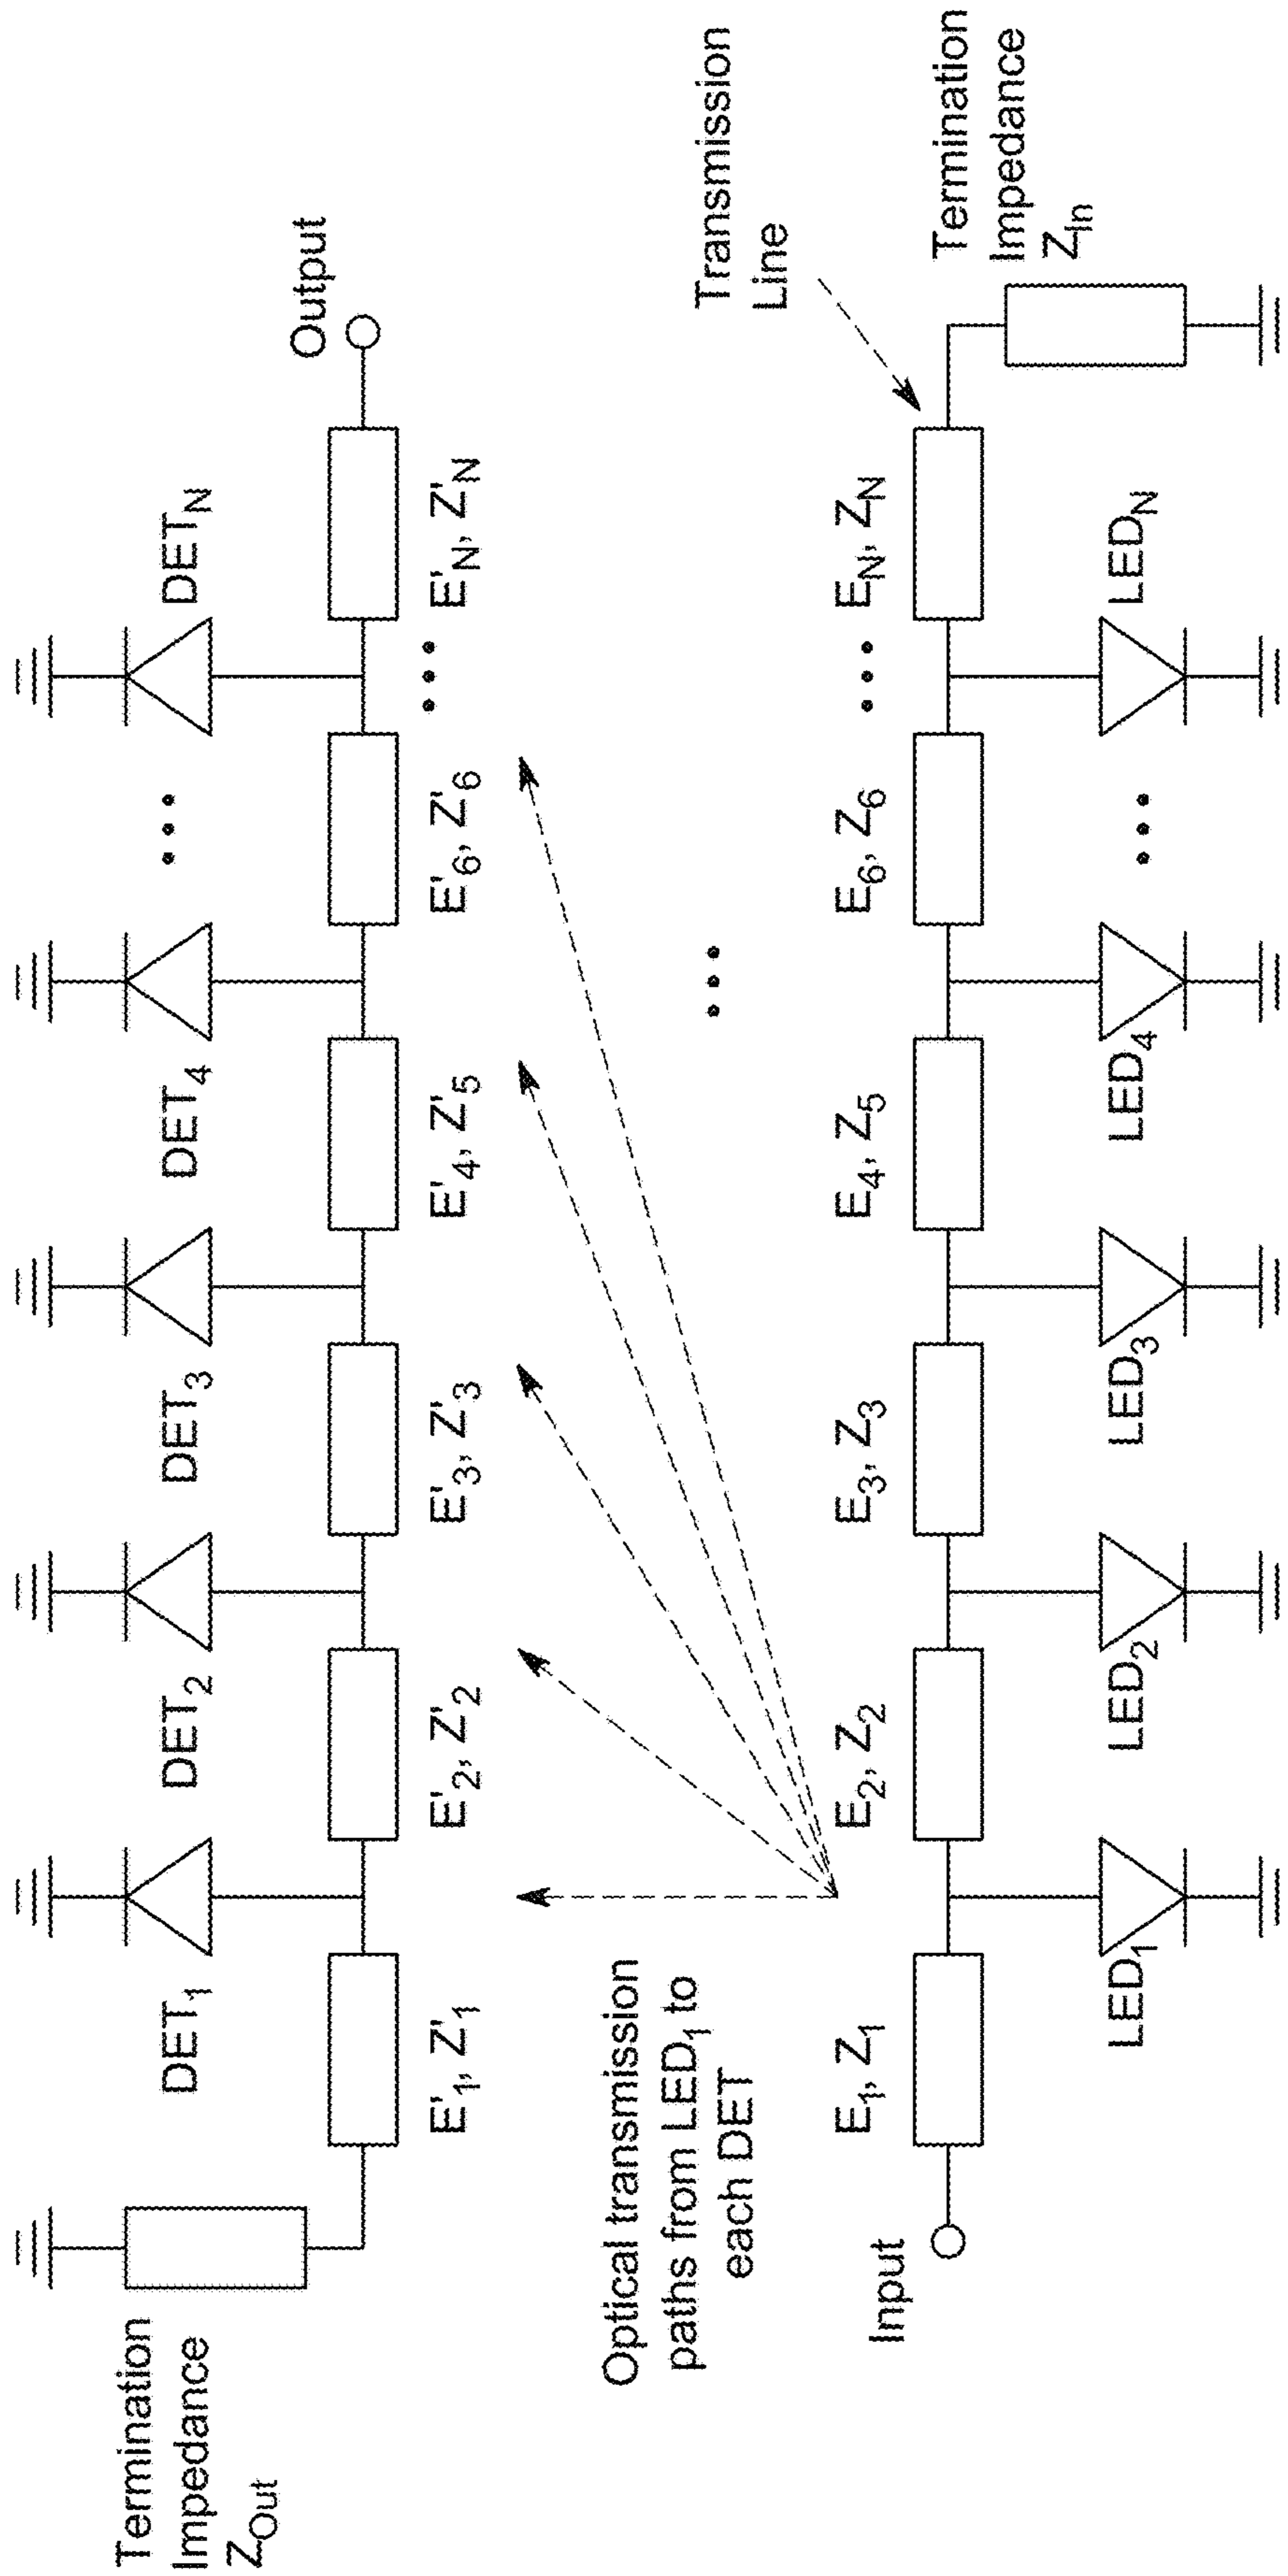 Termination
Impedance
Z_Out
DET_1
DET_2
DET_3
DET_4
...
DET_N
Output
E'_1, Z'_1
E'_2, Z'_2
E'_3, Z'_3
E'_4, Z'_5
E'_6, Z'_6
...
E'_N, Z'_N
Optical transmission
paths from LED_1 to
each DET
...
Transmission
Line
Input
E_1, Z_1
E_2, Z_2
E_3, Z_3
E_4, Z_5
E_6, Z_6
...
E_N, Z_N
Termination
Impedance
Z_In
LED_1
LED_2
LED_3
LED_4
...
LED_N